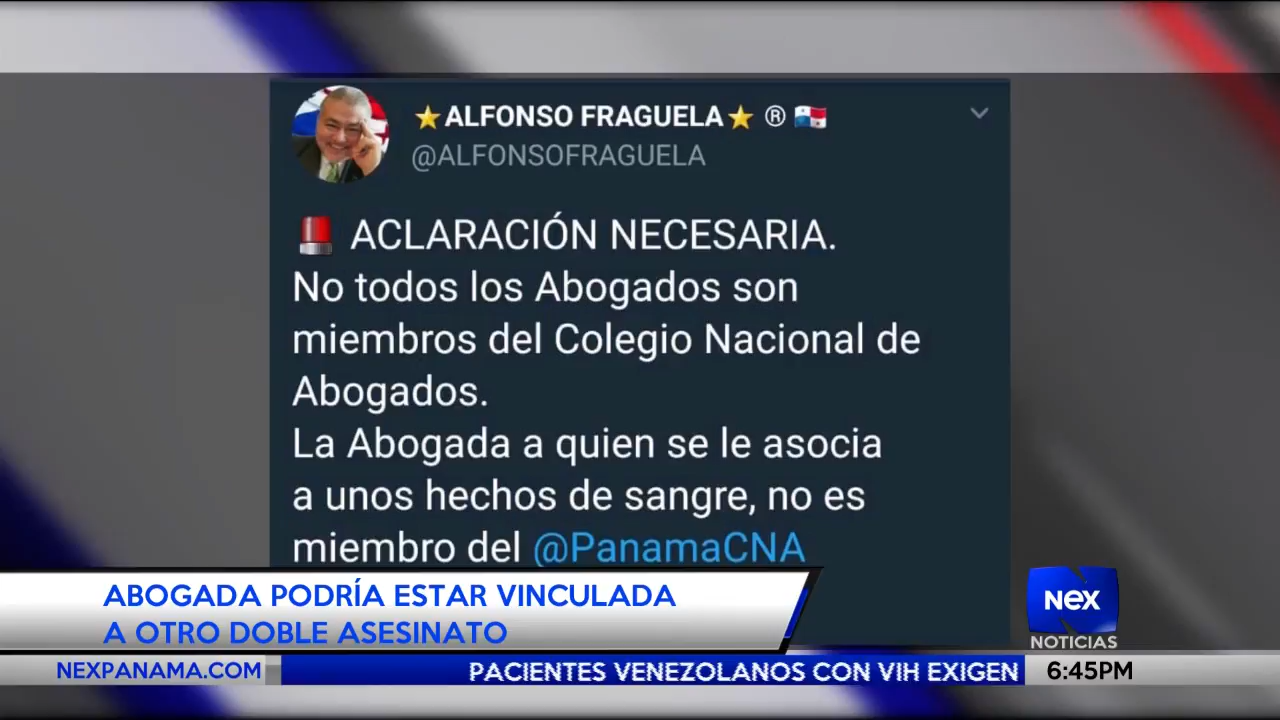 ⭐ALFONSO FRAGUELA⭐ ® 🇵🇦
@ALFONSOFRAGUELA
🚨 ACLARACIÓN NECESARIA.
No todos los Abogados son
miembros del Colegio Nacional de
Abogados.
La Abogada a quien se le asocia
a unos hechos de sangre, no es
miembro del @PanamaCNA
ABOGADA PODRÍA ESTAR VINCULADA
A OTRO DOBLE ASESINATO
NEX
NOTICIAS
NEXPANAMA.COM
PACIENTES VENEZOLANOS CON VIH EXIGEN
6:45PM